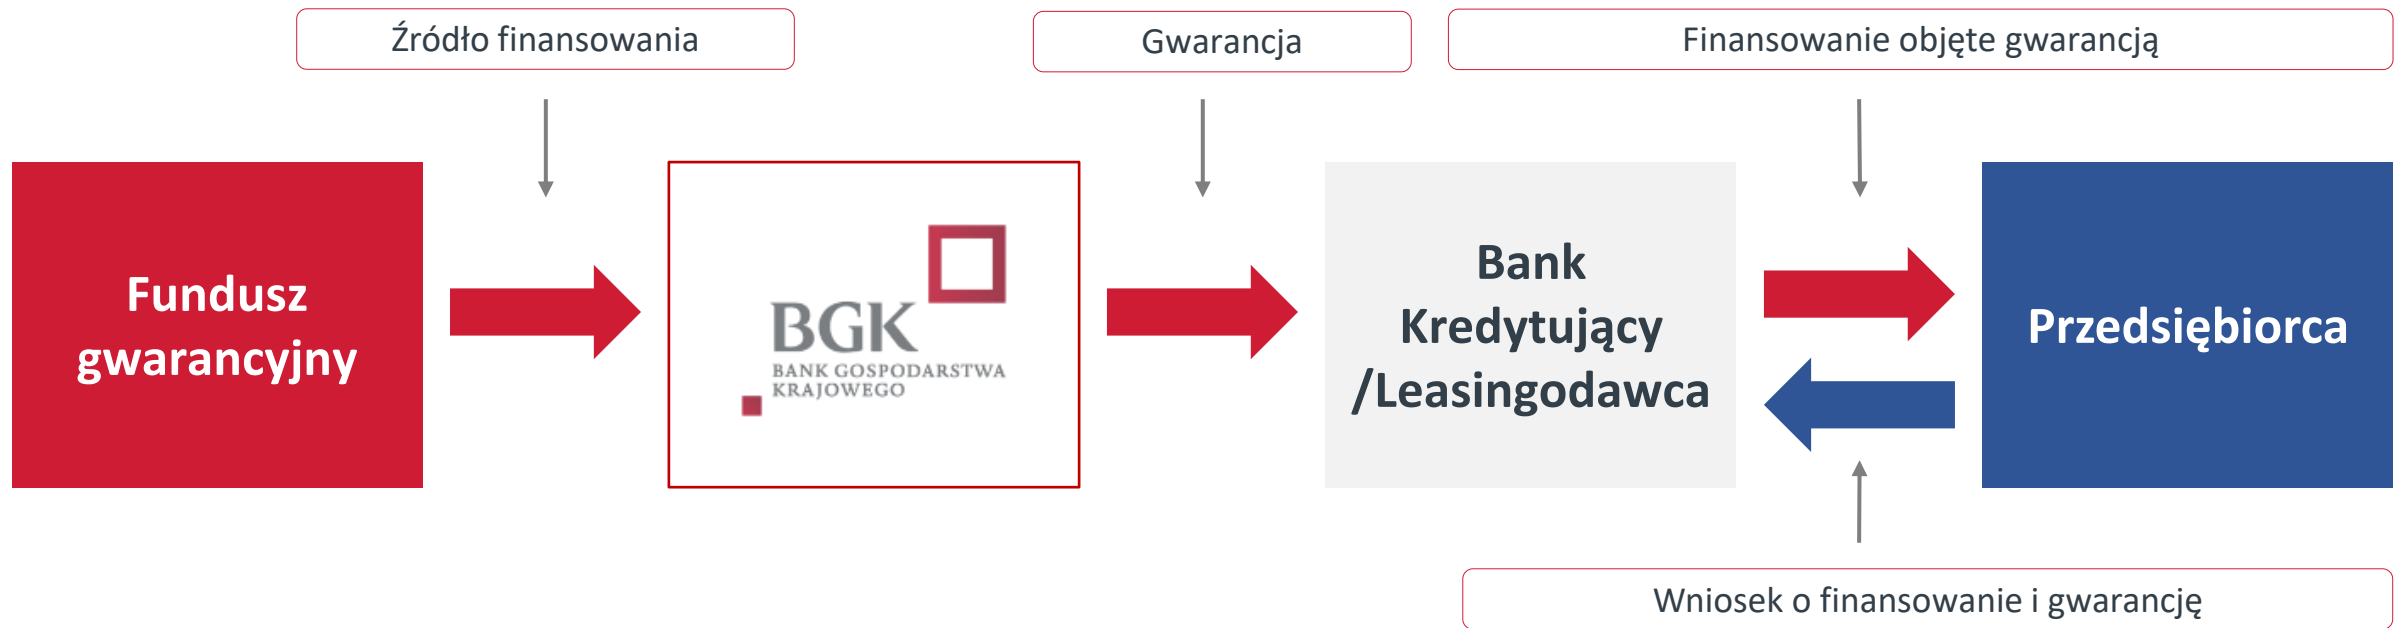 Źródło finansowania
Gwarancja
Finansowanie objęte gwarancją
Fundusz
gwarancyjny
BGK
BANK GOSPODARSTWA
KRAJOWEGO
Bank
Kredytujący
/Leasingodawca
Przedsiębiorca
Wniosek o finansowanie i gwarancję